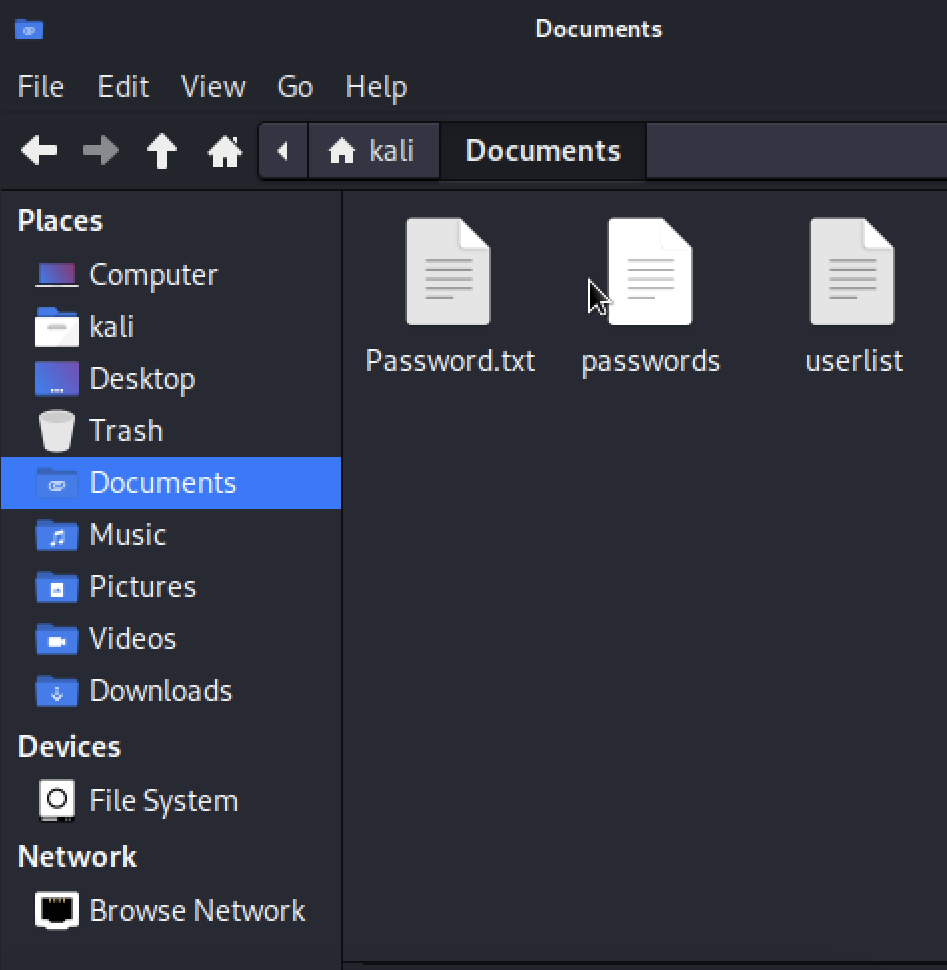 Documents
File Edit View Go Help
kali Documents
Places
Computer
kali
Desktop
Trash
Documents
Music
Pictures
Videos
Downloads
Devices
File System
Network
Browse Network
Password.txt passwords userlist